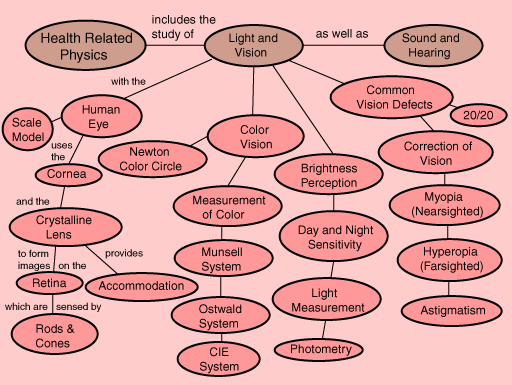 Health Related
Physics
includes the
study of
Light and
Vision
as well as
Sound and
Hearing
with the
Human
Eye
Scale
Model
uses
the
Cornea
and the
Crystalline
Lens
to form
images
on the
provides
Retina
Accommodation
which are
sensed by
Rods &
Cones
Newton
Color Circle
Color
Vision
Measurement
of Color
Munsell
System
Ostwald
System
CIE
System
Brightness
Perception
Day and Night
Sensitivity
Light
Measurement
Photometry
Common
Vision Defects
20/20
Correction of
Vision
Myopia
(Nearsighted)
Hyperopia
(Farsighted)
Astigmatism